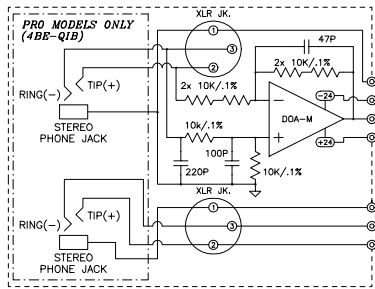 PRO MODELS ONLY
(4BE-QIB)
XLR JK.
1
3
2
47P
2x 10K/.1%
TIP(+)
RING(-)
2x 10K/.1%
-24
DOA-M
+24
STEREO
PHONE JACK
10k/.1%
100P
220P
10K/.1%
XLR JK.
1
TIP(+)
RING(-)
3
2
STEREO
PHONE JACK